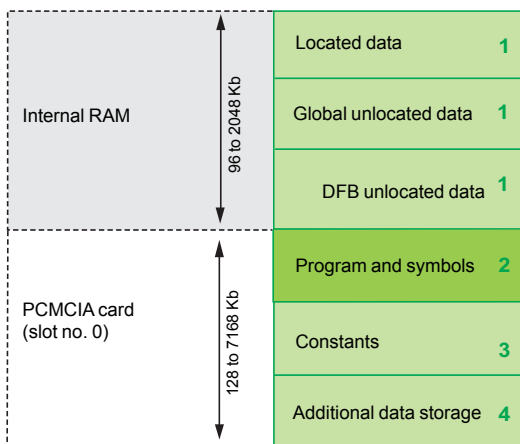 Located data 1
Internal RAM
96 to 2048 Kb
Global unlocated data 1
DFB unlocated data 1
Program and symbols 2
PCMCIA card
(slot no. 0)
128 to 7168 Kb
Constants 3
Additional data storage 4